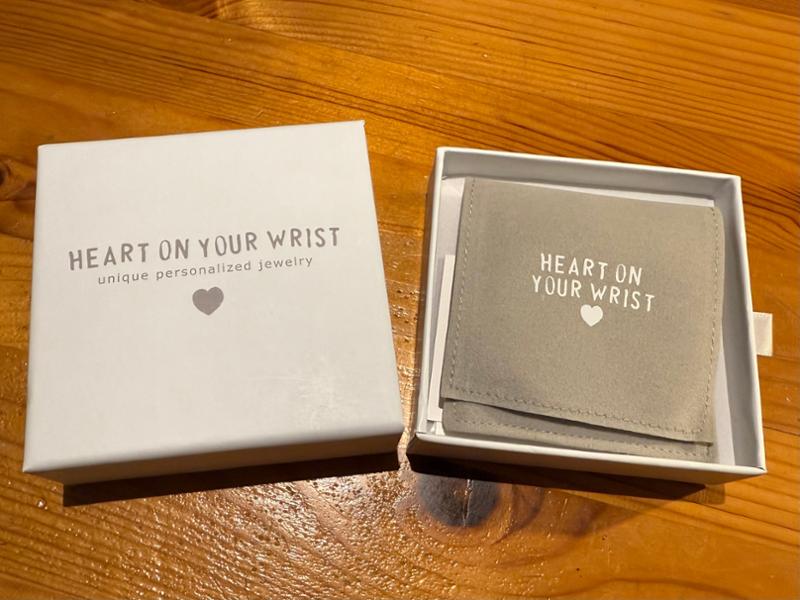 HEART ON YOUR WRIST
unique personalized jewelry
HEART ON
YOUR WRIST